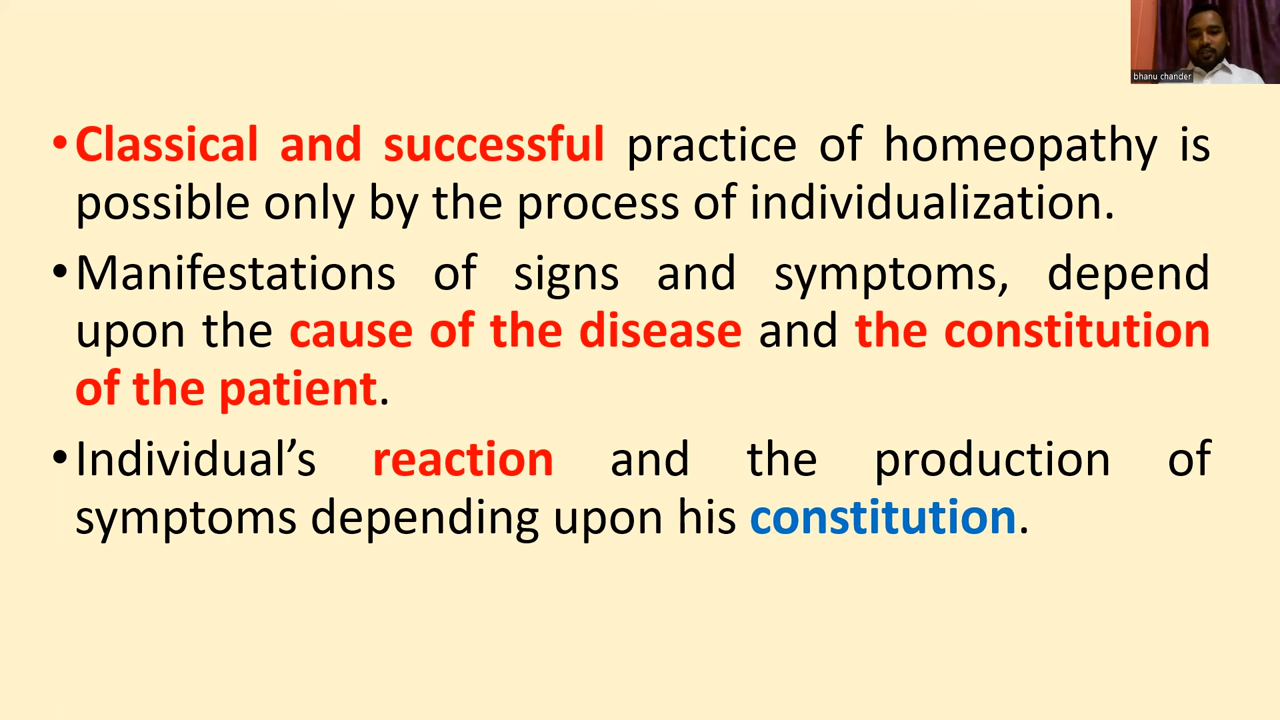 bhanu chander
•Classical and successful practice of homeopathy is
possible only by the process of individualization.
•Manifestations of signs and symptoms, depend
upon the cause of the disease and the constitution
of the patient.
•Individual’s reaction and the production of
symptoms depending upon his constitution.